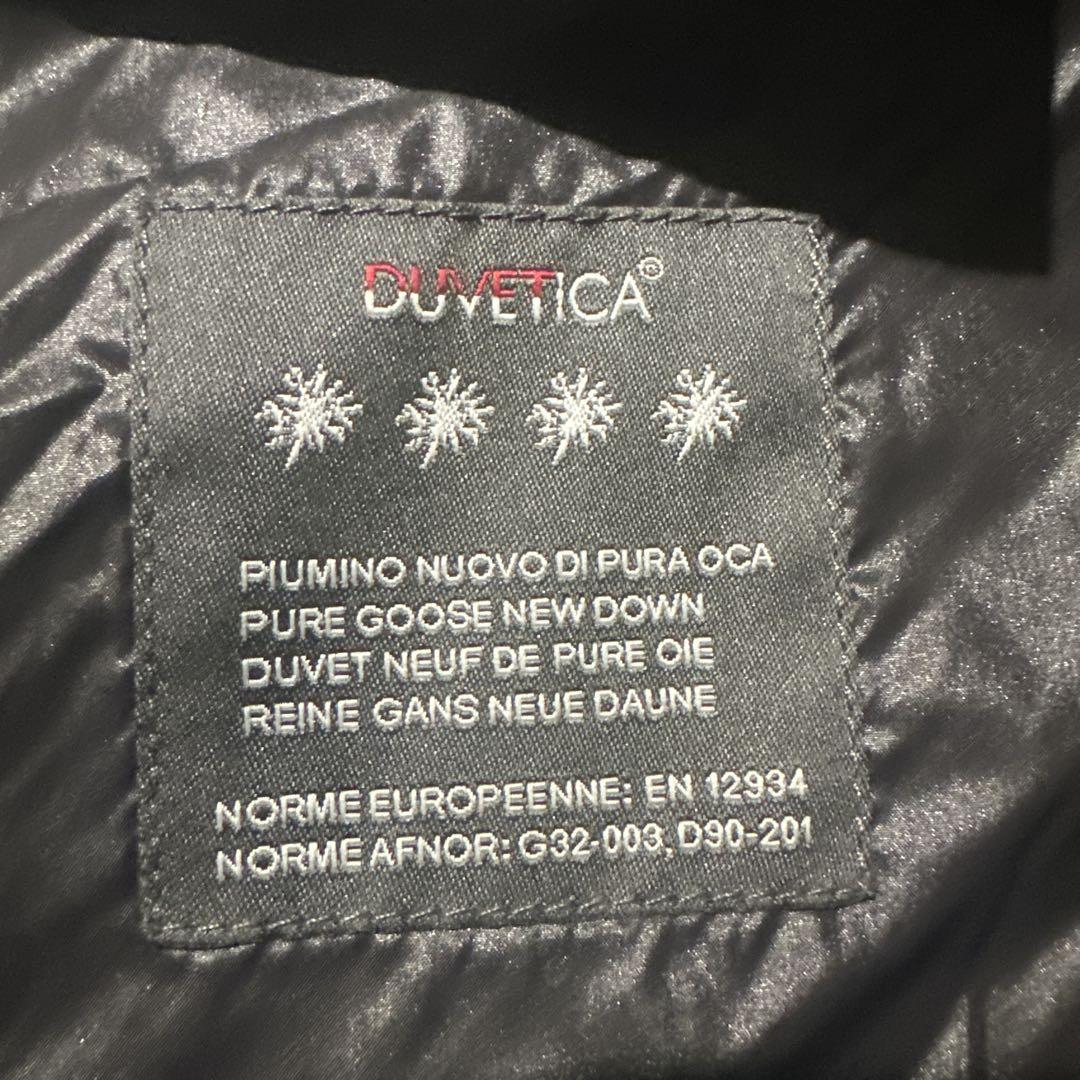 DUVETICA®
PIUMINO NUOVO DI PURA OCA
PURE GOOSE NEW DOWN
DUVET NEUF DE PURE OIE
REINE GANS NEUE DAUNE
NORME EUROPEENNE: EN 12934
NORME AFNOR: G32-003, D90-201